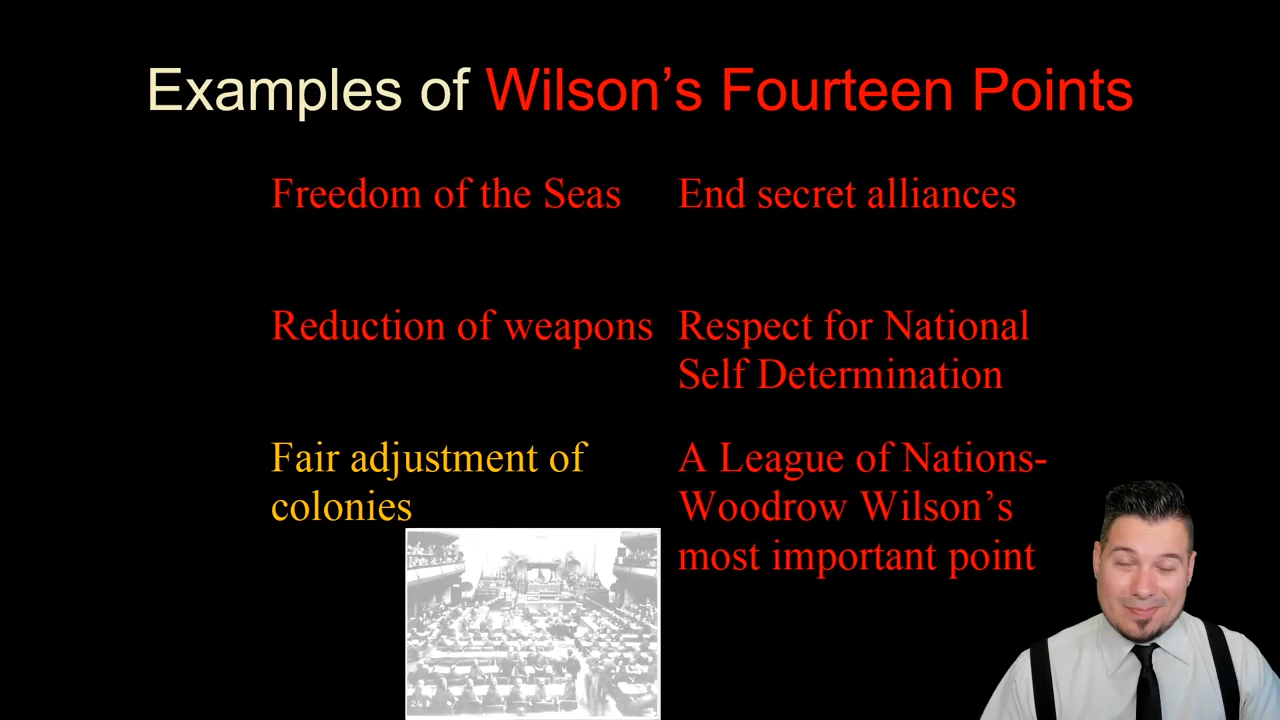 Examples of Wilson’s Fourteen Points
Freedom of the Seas
End secret alliances
Reduction of weapons
Respect for National
Self Determination
Fair adjustment of
colonies
A League of Nations-
Woodrow Wilson’s
most important point
24